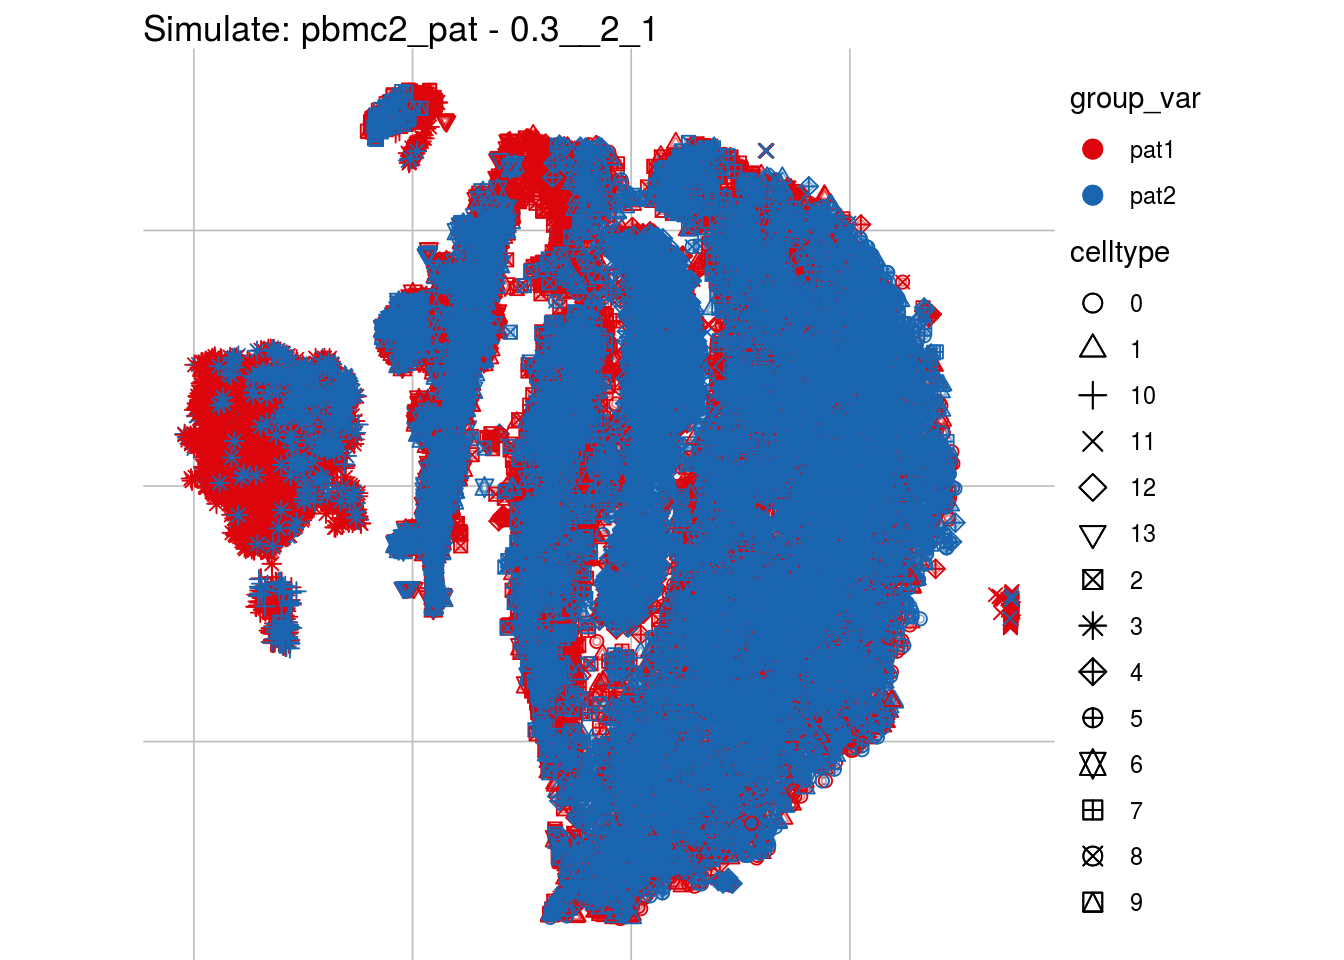 Simulate: pbmc2_pat - 0.3__2_1
group_var
pat1
pat2
celltype
0
1
10
11
12
13
2
3
4
5
6
7
8
9